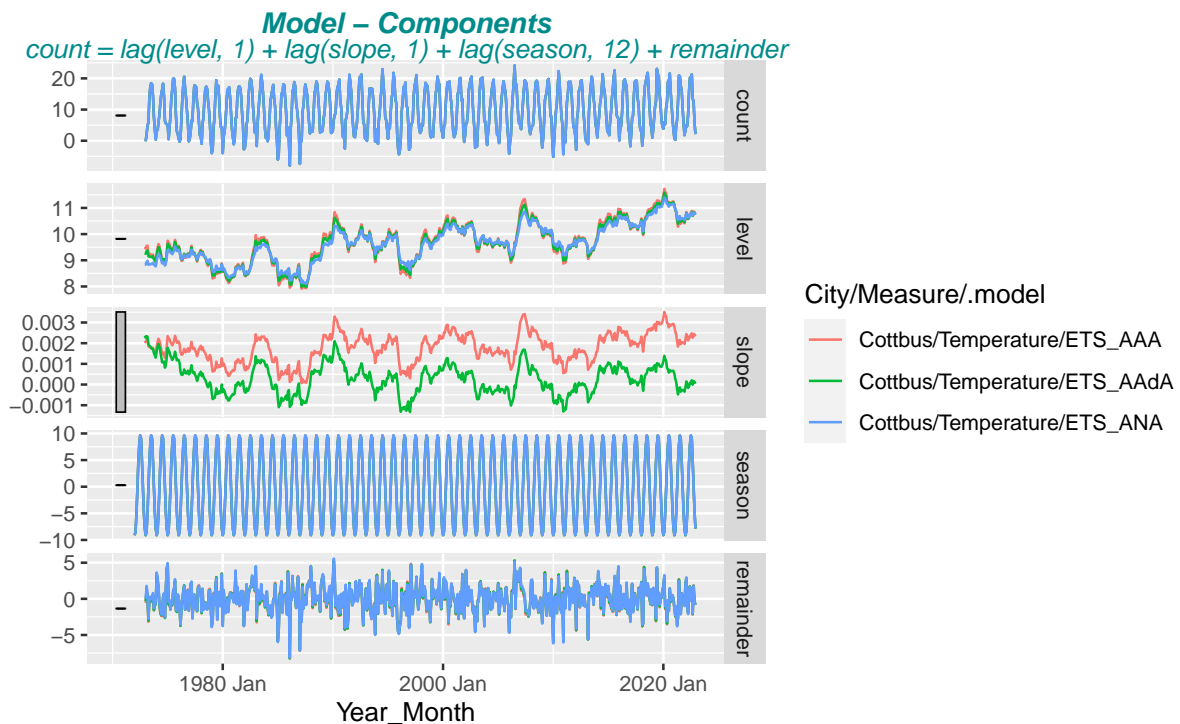 Model – Components
count = lag(level, 1) + lag(slope, 1) + lag(season, 12) + remainder
20
10
0
count
11
10
9
8
level
0.003
0.002
0.001
0.000
−0.001
slope
10
5
0
−5
−10
season
5
0
−5
remainder
1980 Jan
2000 Jan
2020 Jan
Year_Month
City/Measure/.model
Cottbus/Temperature/ETS_AAA
Cottbus/Temperature/ETS_AAdA
Cottbus/Temperature/ETS_ANA